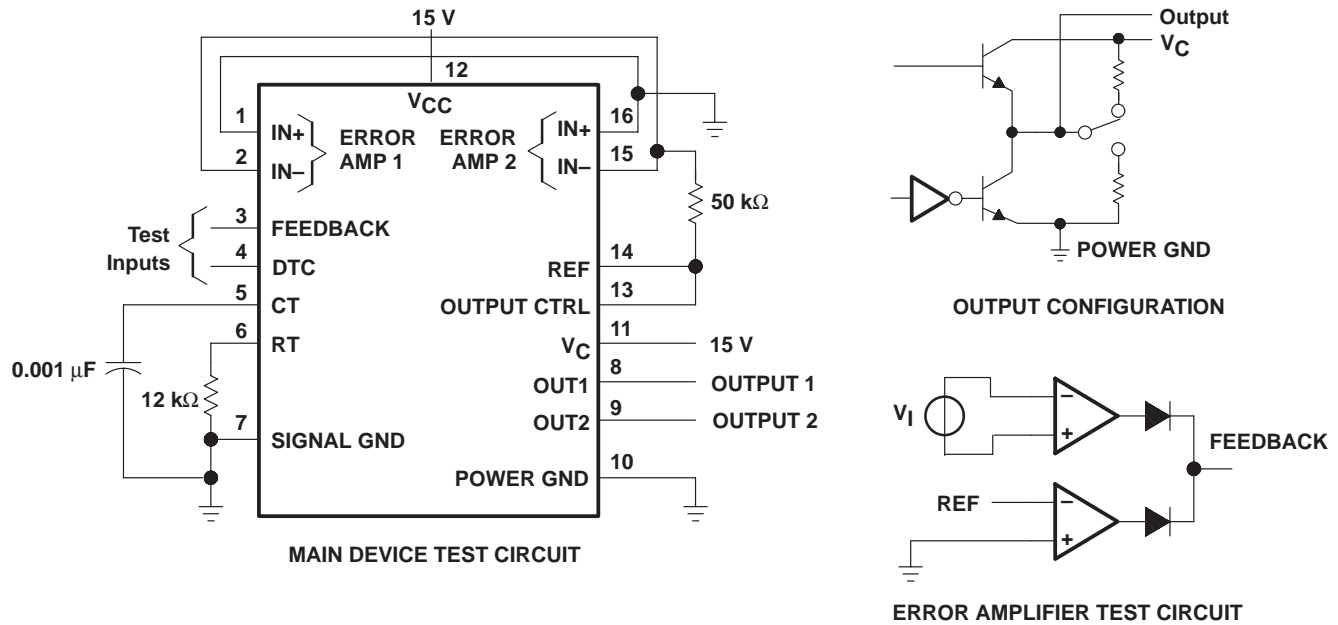 15 V
12
VCC
1
IN+
2
IN–
ERROR
AMP 1
ERROR
AMP 2
IN+
16
IN–
15
50 kΩ
Test
Inputs
3
FEEDBACK
4
DTC
5
CT
6
RT
0.001 μF
12 kΩ
7
SIGNAL GND
REF
14
OUTPUT CTRL
13
VC
11
15 V
OUT1
8
OUTPUT 1
OUT2
9
OUTPUT 2
POWER GND
10
MAIN DEVICE TEST CIRCUIT
Output
VC
POWER GND
OUTPUT CONFIGURATION
VI
–
+
FEEDBACK
REF
–
+
ERROR AMPLIFIER TEST CIRCUIT